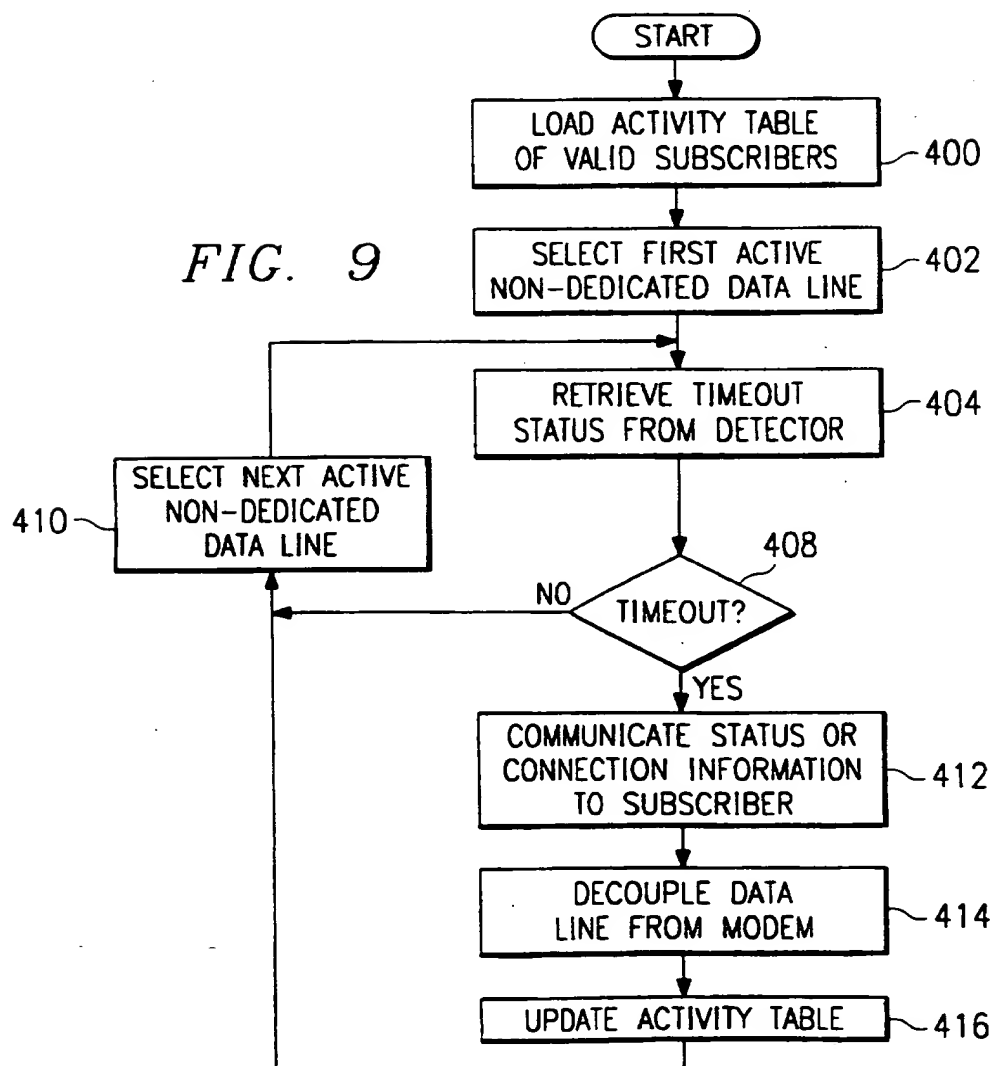 START
LOAD ACTIVITY TABLE
OF VALID SUBSCRIBERS
400
FIG. 9
SELECT FIRST ACTIVE
NON-DEDICATED DATA LINE
402
RETRIEVE TIMEOUT
STATUS FROM DETECTOR
404
SELECT NEXT ACTIVE
NON-DEDICATED
DATA LINE
410
408
NO
TIMEOUT?
YES
COMMUNICATE STATUS OR
CONNECTION INFORMATION
TO SUBSCRIBER
412
DECOUPLE DATA
LINE FROM MODEM
414
UPDATE ACTIVITY TABLE
416